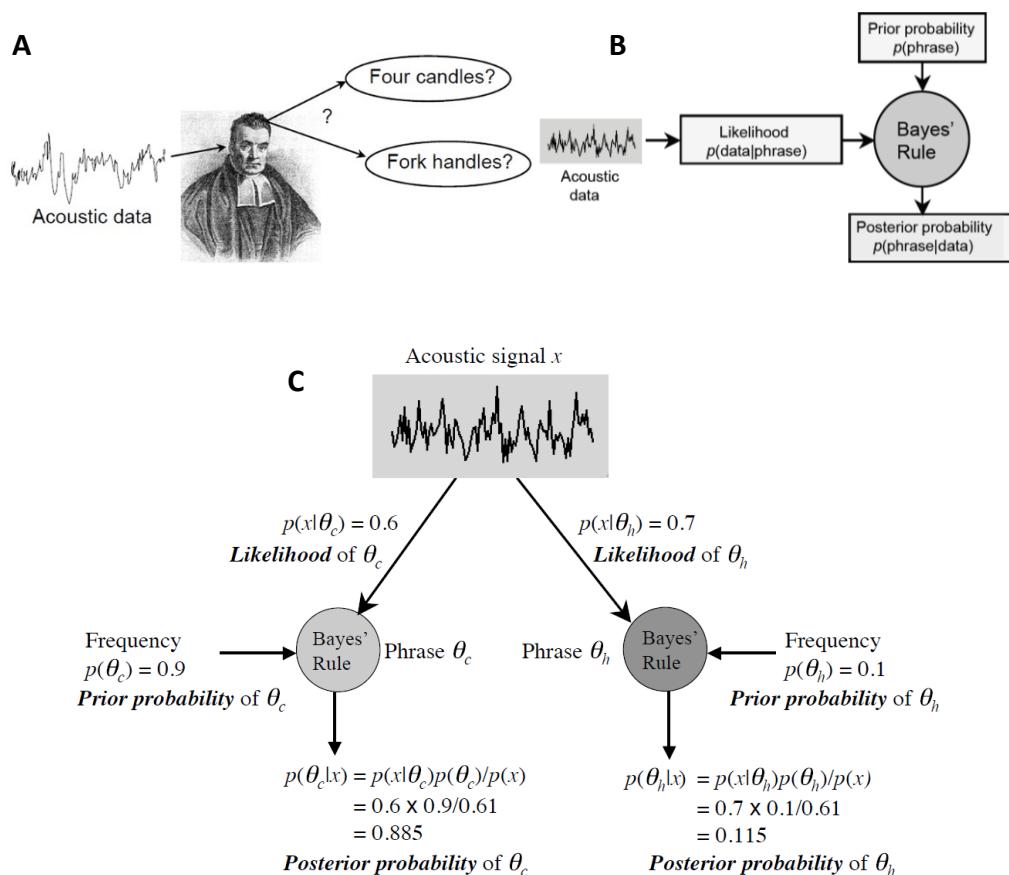 A
Four candles?
?
Fork handles?
Acoustic data
B
Prior probability
p(phrase)
Likelihood
p(data|phrase)
Bayes’
Rule
Acoustic
data
Posterior probability
p(phrase|data)
C
Acoustic signal x
p(x|θc) = 0.6
Likelihood of θc
p(x|θh) = 0.7
Likelihood of θh
Frequency
p(θc) = 0.9
Prior probability of θc
Bayes’
Rule
Phrase θc
Phrase θh
Bayes’
Rule
Frequency
p(θh) = 0.1
Prior probability of θh
p(θc|x) = p(x|θc)p(θc)/p(x)
= 0.6 x 0.9/0.61
= 0.885
Posterior probability of θc
p(θh|x) = p(x|θh)p(θh)/p(x)
= 0.7 x 0.1/0.61
= 0.115
Posterior probability of θh